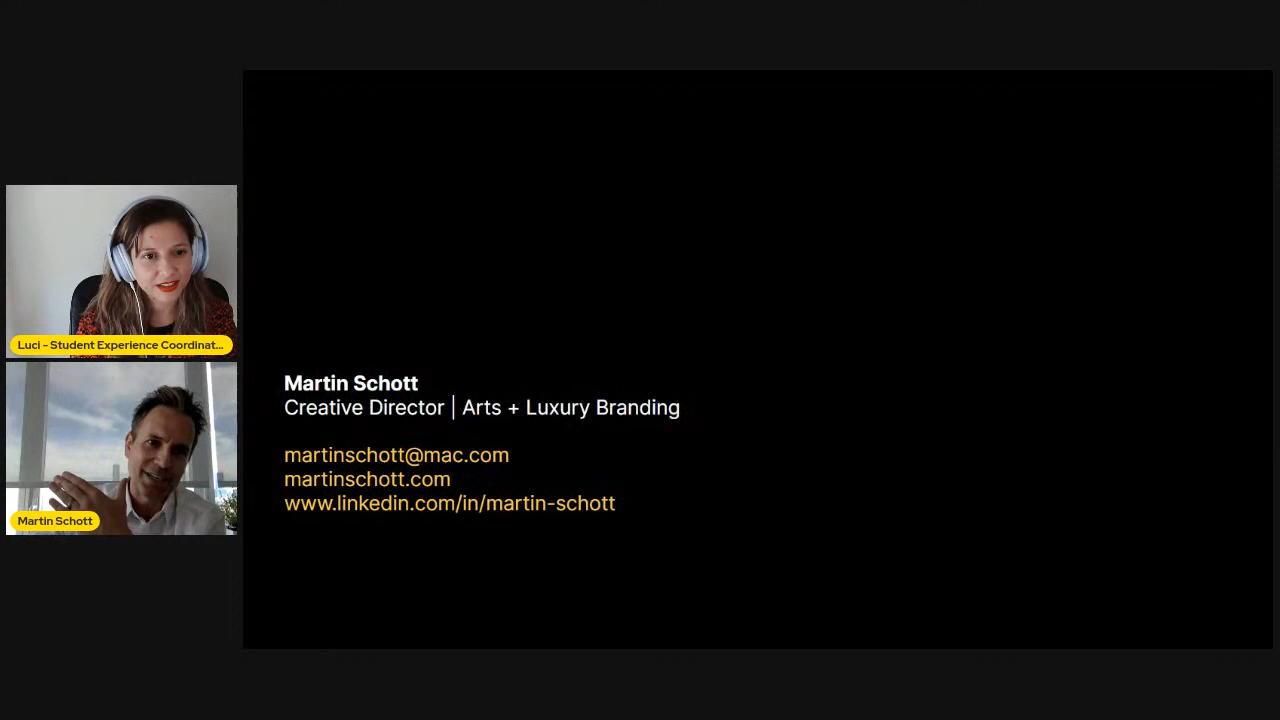 Luci - Student Experience Coordinat...
Martin Schott
Martin Schott
Creative Director | Arts + Luxury Branding
martinschott@mac.com
martinschott.com
www.linkedin.com/in/martin-schott